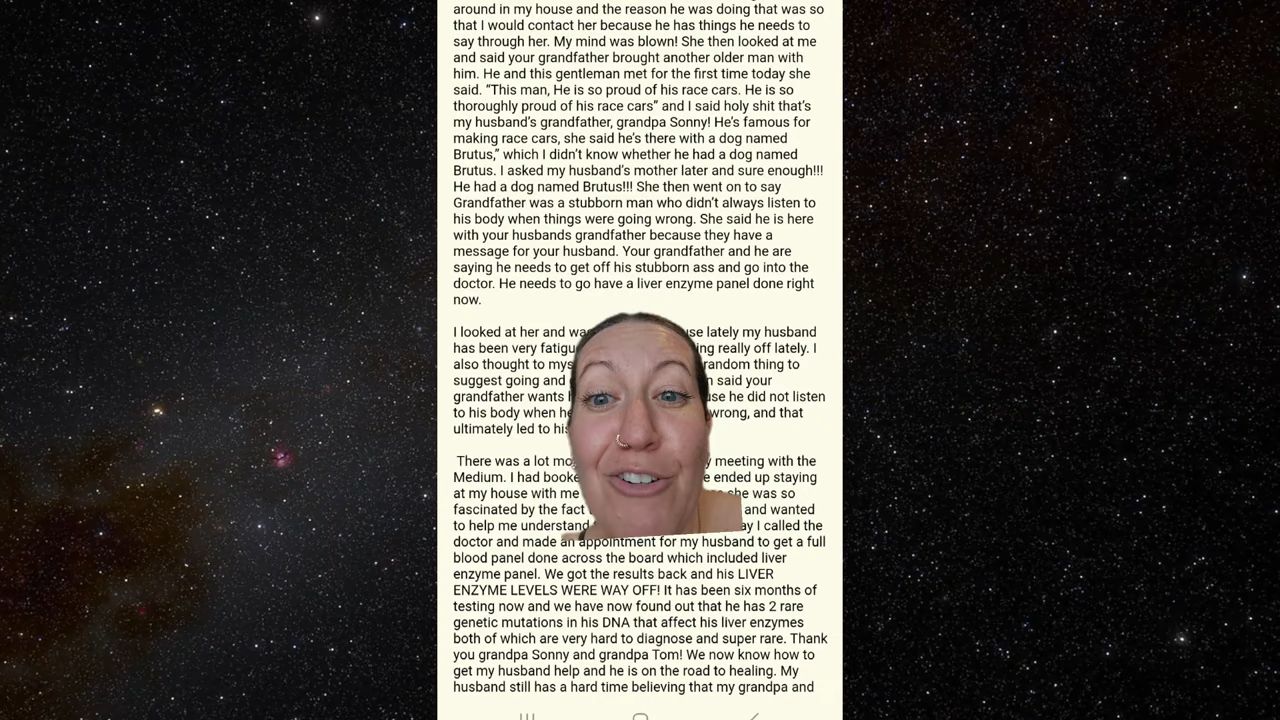 around in my house and the reason he was doing that was so
that I would contact her because he has things he needs to
say through her. My mind was blown! She then looked at me
and said your grandfather brought another older man with
him. He and this gentleman met for the first time today she
said. “This man, He is so proud of his race cars. He is so
thoroughly proud of his race cars” and I said holy shit that’s
my husband’s grandfather, grandpa Sonny! He’s famous for
making race cars, she said he’s there with a dog named
Brutus,” which I didn’t know whether he had a dog named
Brutus. I asked my husband’s mother later and sure enough!!!
He had a dog named Brutus!!! She then went on to say
Grandfather was a stubborn man who didn’t always listen to
his body when things were going wrong. She said he is here
with your husbands grandfather because they have a
message for your husband. Your grandfather and he are
saying he needs to get off his stubborn ass and go into the
doctor. He needs to go have a liver enzyme panel done right
now.
I looked at her and lately my husband
has been very really off lately. I
also thought to random thing to
suggest going and said your
grandfather wants he did not listen
to his body when wrong, and that
ultimately led to
There was a lot meeting with the
Medium. I had ended up staying
at my house with me she was so
fascinated by the fact and wanted
to help me understand I called the
doctor and made an appointment for my husband to get a full
blood panel done across the board which included liver
enzyme panel. We got the results back and his LIVER
ENZYME LEVELS WERE WAY OFF! It has been six months of
testing now and we have now found out that he has 2 rare
genetic mutations in his DNA that affect his liver enzymes
both of which are very hard to diagnose and super rare. Thank
you grandpa Sonny and grandpa Tom! We now know how to
get my husband help and he is on the road to healing. My
husband still has a hard time believing that my grandpa and